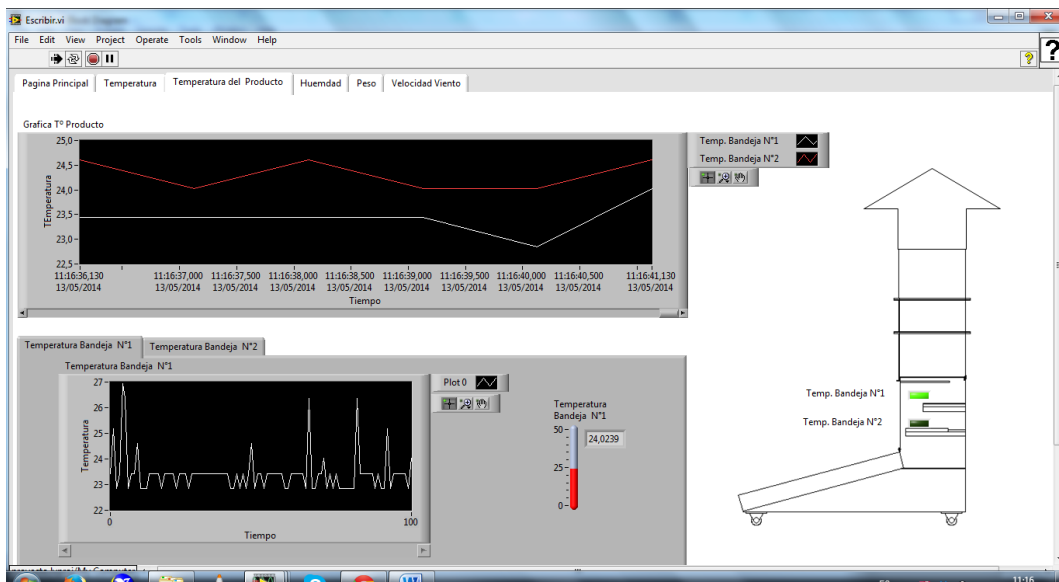 Escribir.vi
File Edit View Project Operate Tools Window Help
?
?
Pagina Principal Temperatura Temperatura del Producto Huemdad Peso Velocidad Viento
Grafica Tº Producto
25,0
24,5
24,0
23,5
23,0
22,5
TEmperatura
11:16:36,130 11:16:37,000 11:16:37,500 11:16:38,000 11:16:38,500 11:16:39,000 11:16:39,500 11:16:40,000 11:16:40,500 11:16:41,130
13/05/2014 13/05/2014 13/05/2014 13/05/2014 13/05/2014 13/05/2014 13/05/2014 13/05/2014 13/05/2014 13/05/2014
Tiempo
Temp. Bandeja N°1
Temp. Bandeja N°2
Temperatura Bandeja N°1 Temperatura Bandeja N°2
Temperatura Bandeja N°1
27
26
25
24
23
22
Temperatura
0 100
Tiempo
Plot 0
Temperatura
Bandeja N°1
50
25
0
24,0239
Temp. Bandeja N°1
Temp. Bandeja N°2
11:16